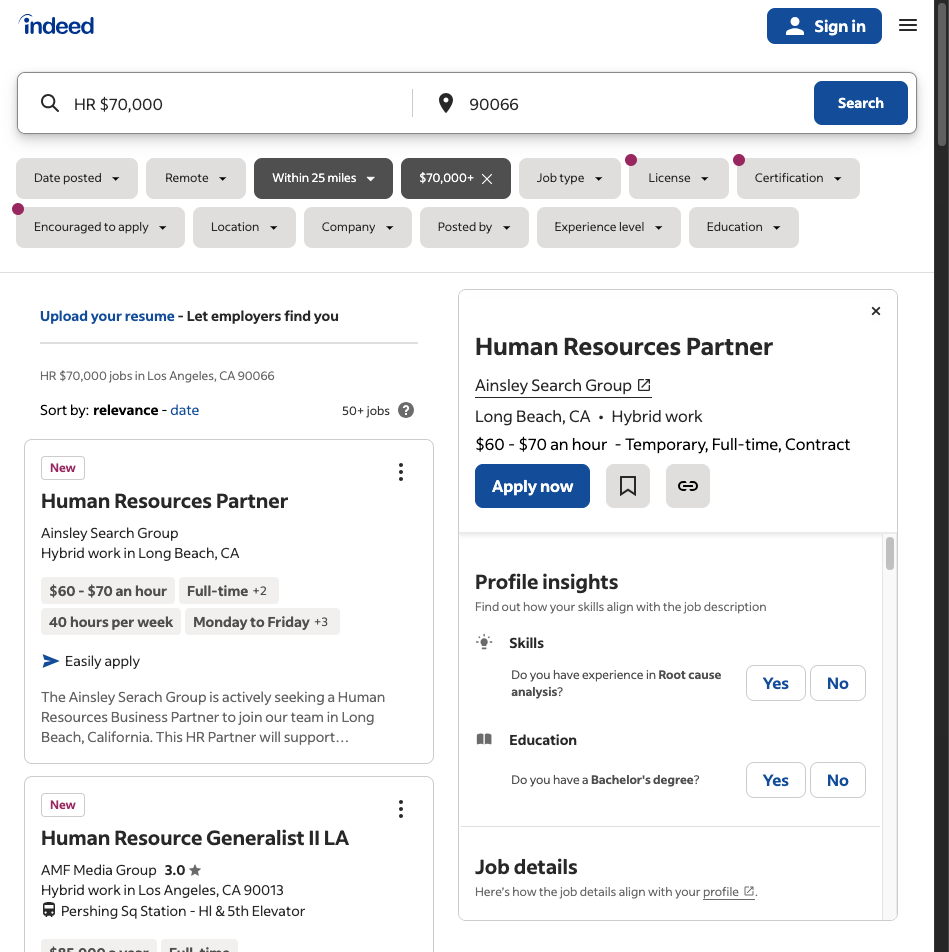 indeed
Sign in
HR $70,000
90066
Search
Date posted
Remote
Within 25 miles
$70,000+
Job type
License
Certification
Encouraged to apply
Location
Company
Posted by
Experience level
Education
Upload your resume - Let employers find you
HR $70,000 jobs in Los Angeles, CA 90066
Sort by: relevance - date
50+ jobs ?
New
Human Resources Partner
Ainsley Search Group
Hybrid work in Long Beach, CA
$60 - $70 an hour
Full-time +2
40 hours per week
Monday to Friday +3
Easily apply
The Ainsley Serach Group is actively seeking a Human
Resources Business Partner to join our team in Long
Beach, California. This HR Partner will support…
New
Human Resource Generalist II LA
AMF Media Group 3.0 ★
Hybrid work in Los Angeles, CA 90013
Pershing Sq Station - Hl & 5th Elevator
$85,000 a year
Full-time
Human Resources Partner
Ainsley Search Group
Long Beach, CA • Hybrid work
$60 - $70 an hour - Temporary, Full-time, Contract
Apply now
Profile insights
Find out how your skills align with the job description
Skills
Do you have experience in Root cause
analysis?
Yes
No
Education
Do you have a Bachelor's degree?
Yes
No
Job details
Here's how the job details align with your profile.